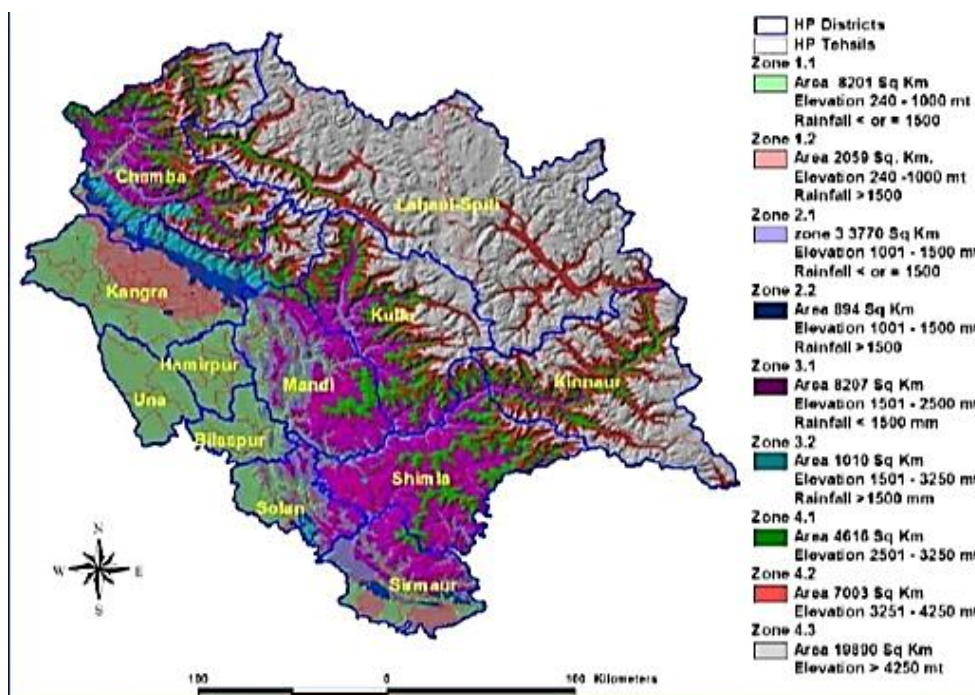 HP Districts
HP Tehsils
Zone 1.1
Area 8201 Sq Km
Elevation 240 - 1000 mt
Rainfall < or = 1500
Zone 1.2
Area 2059 Sq. Km.
Elevation 240 -1000 mt
Rainfall >1500
Zone 2.1
zone 3 3770 Sq Km
Elevation 1001 - 1500 mt
Rainfall < or = 1500
Zone 2.2
Area 894 Sq Km
Elevation 1001 - 1500 mt
Rainfall >1500
Zone 3.1
Area 8207 Sq Km
Elevation 1501 - 2500 mt
Rainfall < 1500 mm
Zone 3.2
Area 1010 Sq Km
Elevation 1501 - 3250 mt
Rainfall >1500 mm
Zone 4.1
Area 4616 Sq Km
Elevation 2501 - 3250 mt
Zone 4.2
Area 7003 Sq Km
Elevation 3251 - 4250 mt
Zone 4.3
Area 19890 Sq Km
Elevation > 4250 mt
Chamba
Lahaul-Spiti
Kangra
Kullu
Hamirpur
Mandi
Kinnaur
Una
Bilaspur
Shimla
Solan
Sirmaur
N
W E
S
100 0 100 Kilometers